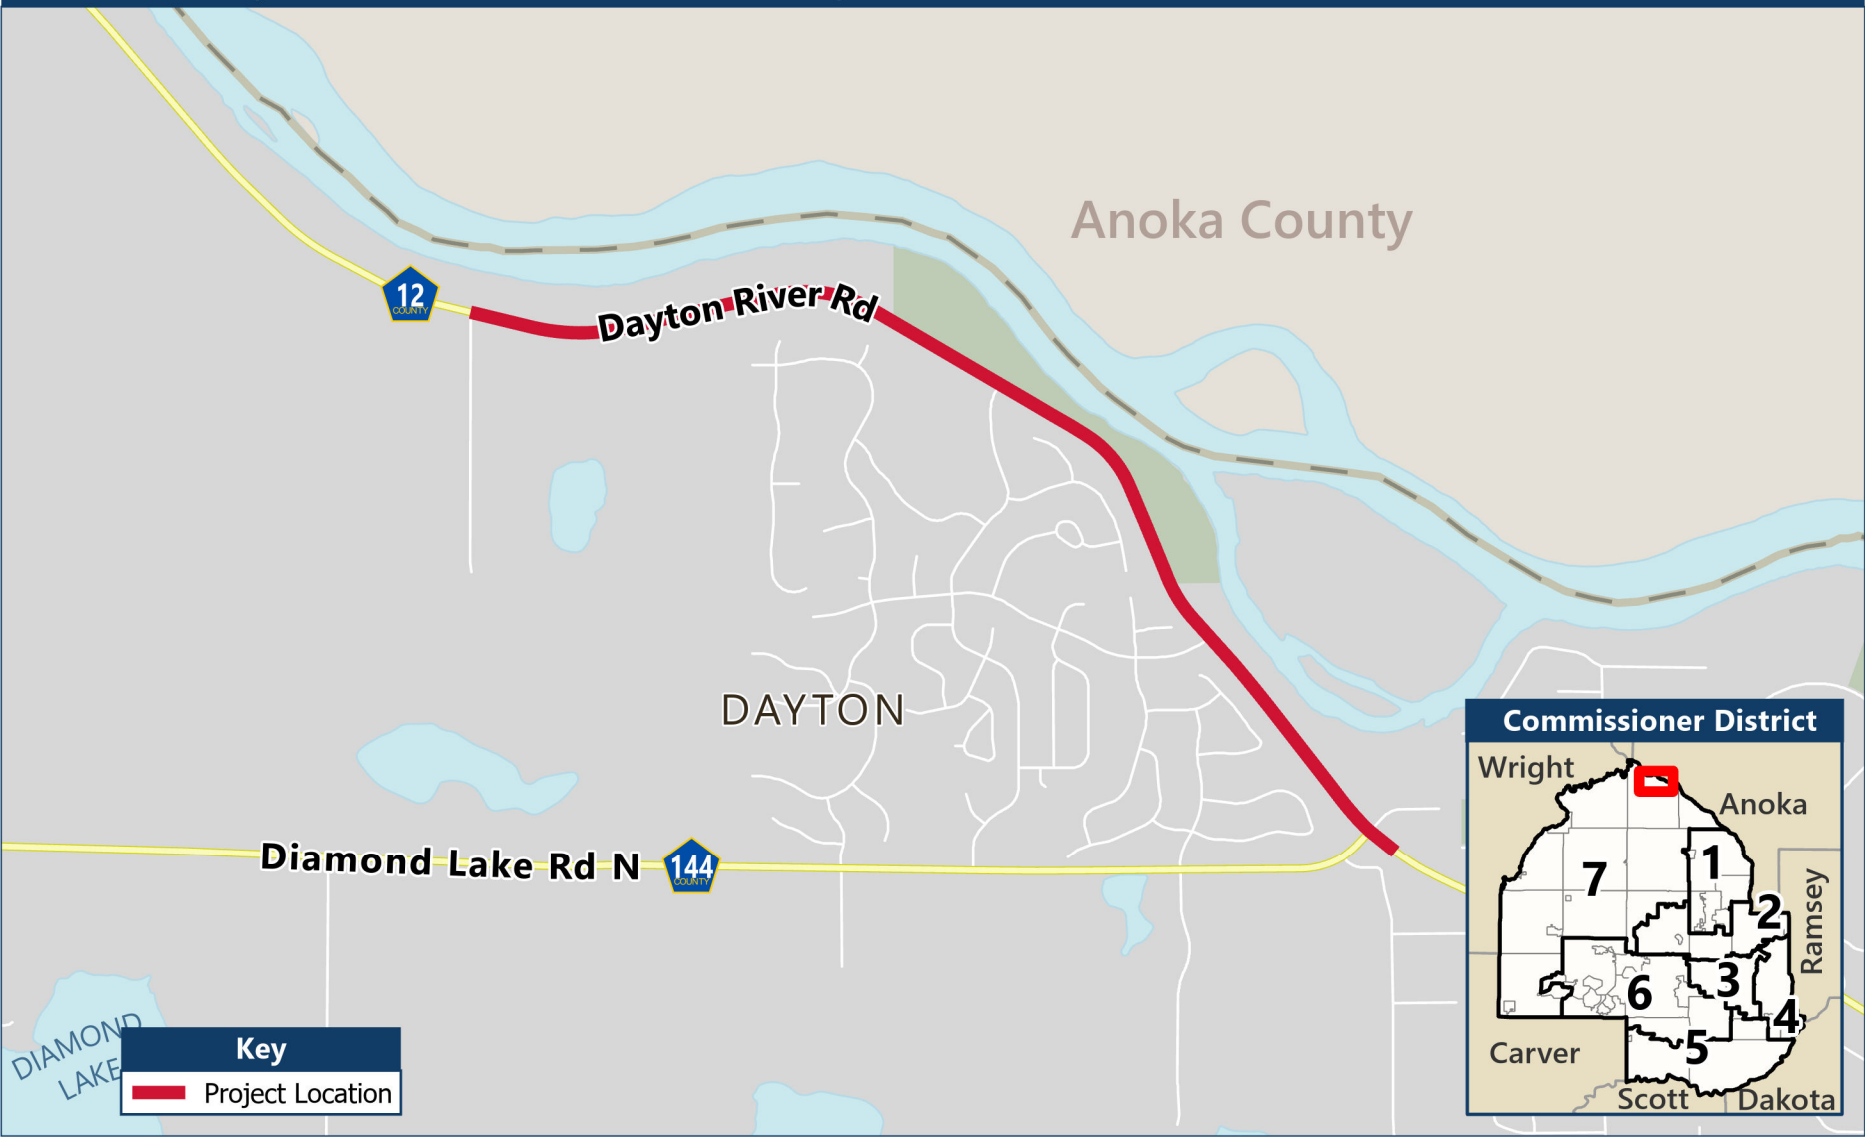 Anoka County
12
COUNTY
Dayton River Rd
DAYTON
Diamond Lake Rd N
144
COUNTY
DIAMOND
LAKE
Key
Project Location
Commissioner District
Wright
Anoka
7
1
2
Ramsey
6
3
4
5
Carver
Scott
Dakota